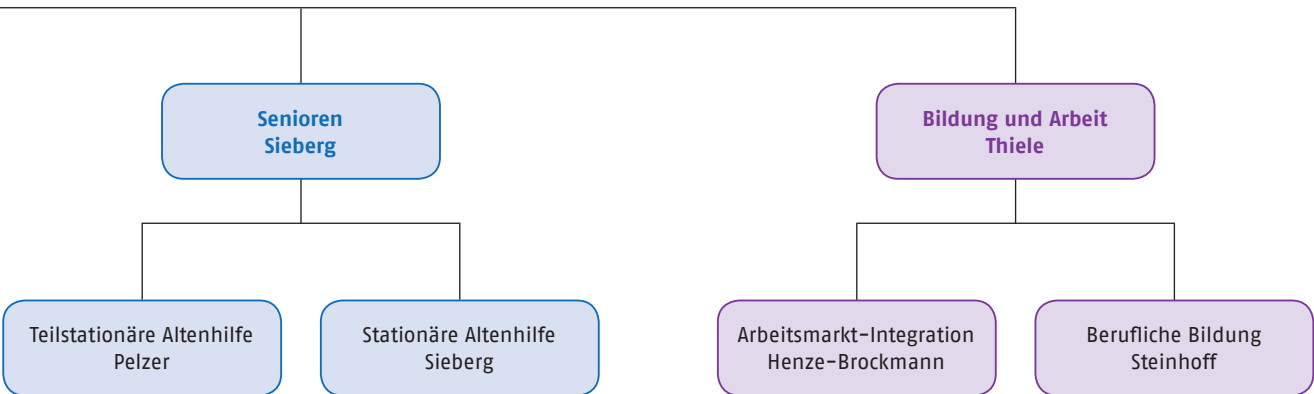 Senioren
Sieberg
Bildung und Arbeit
Thiele
Teilstationäre Altenhilfe
Pelzer
Stationäre Altenhilfe
Sieberg
Arbeitsmarkt-Integration
Henze-Brockmann
Berufliche Bildung
Steinhoff